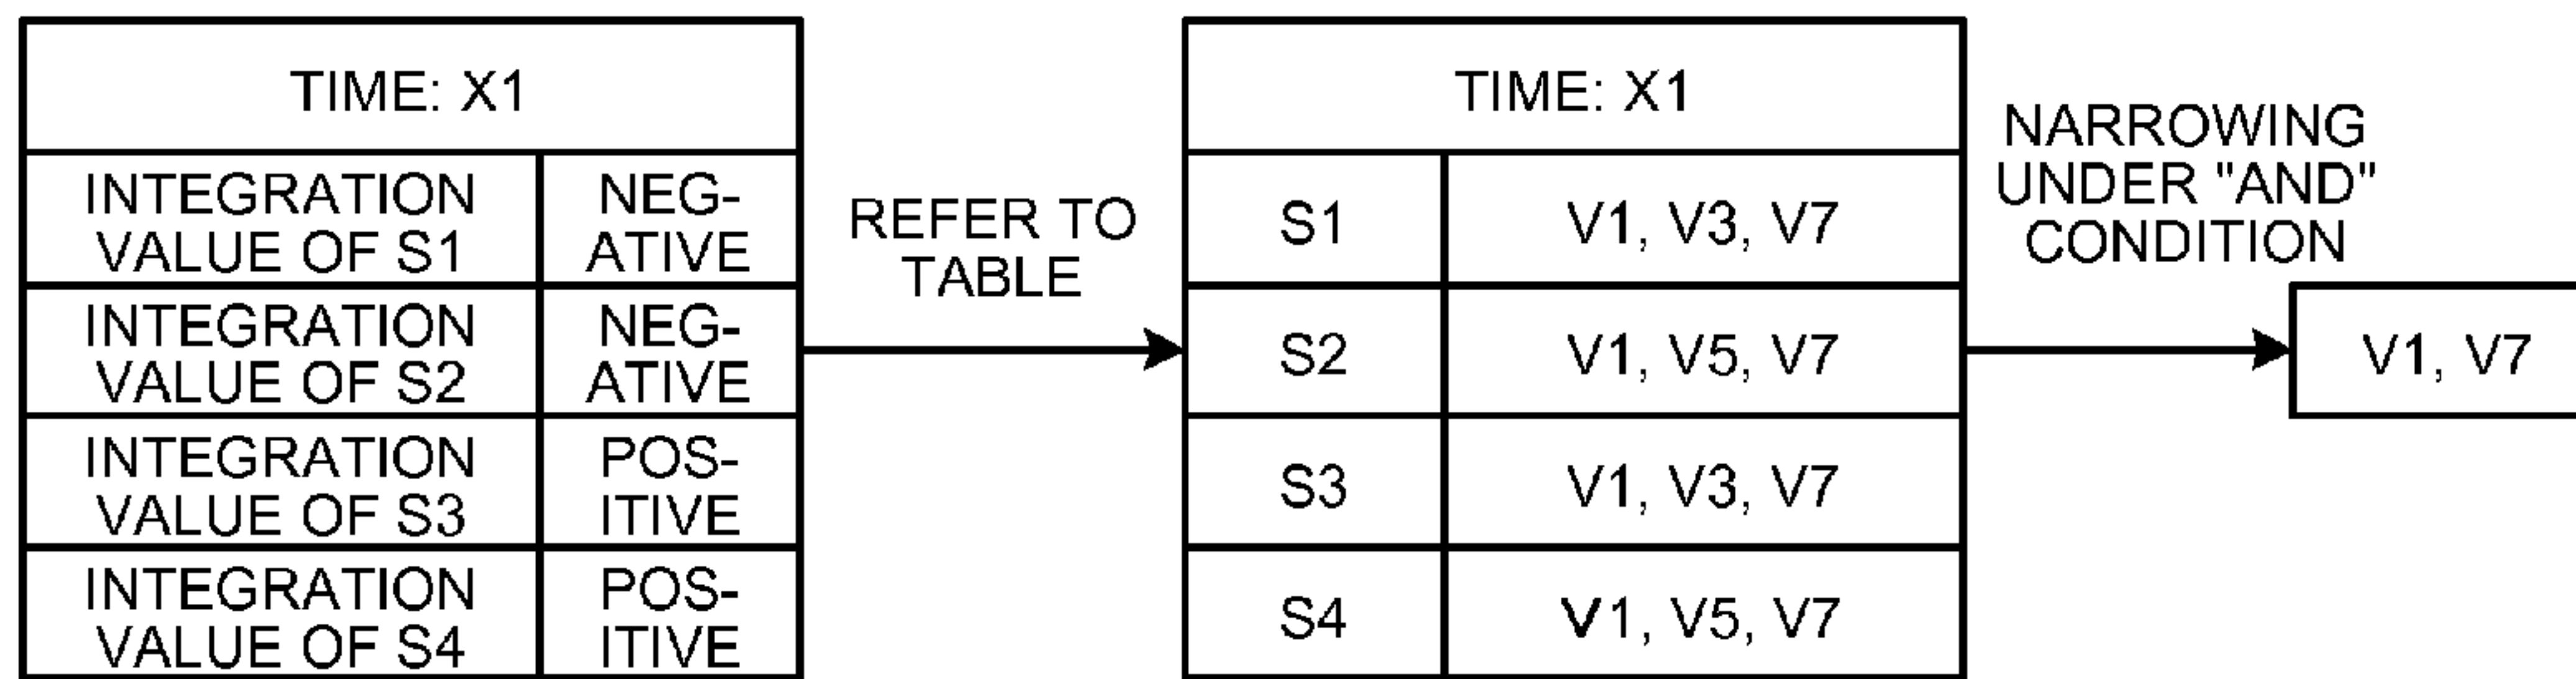 TIME: X1
INTEGRATION
VALUE OF S1
NEG-
ATIVE
INTEGRATION
VALUE OF S2
NEG-
ATIVE
INTEGRATION
VALUE OF S3
POS-
ITIVE
INTEGRATION
VALUE OF S4
POS-
ITIVE
REFER TO
TABLE
TIME: X1
S1
V1, V3, V7
S2
V1, V5, V7
S3
V1, V3, V7
S4
V1, V5, V7
NARROWING
UNDER "AND"
CONDITION
V1, V7